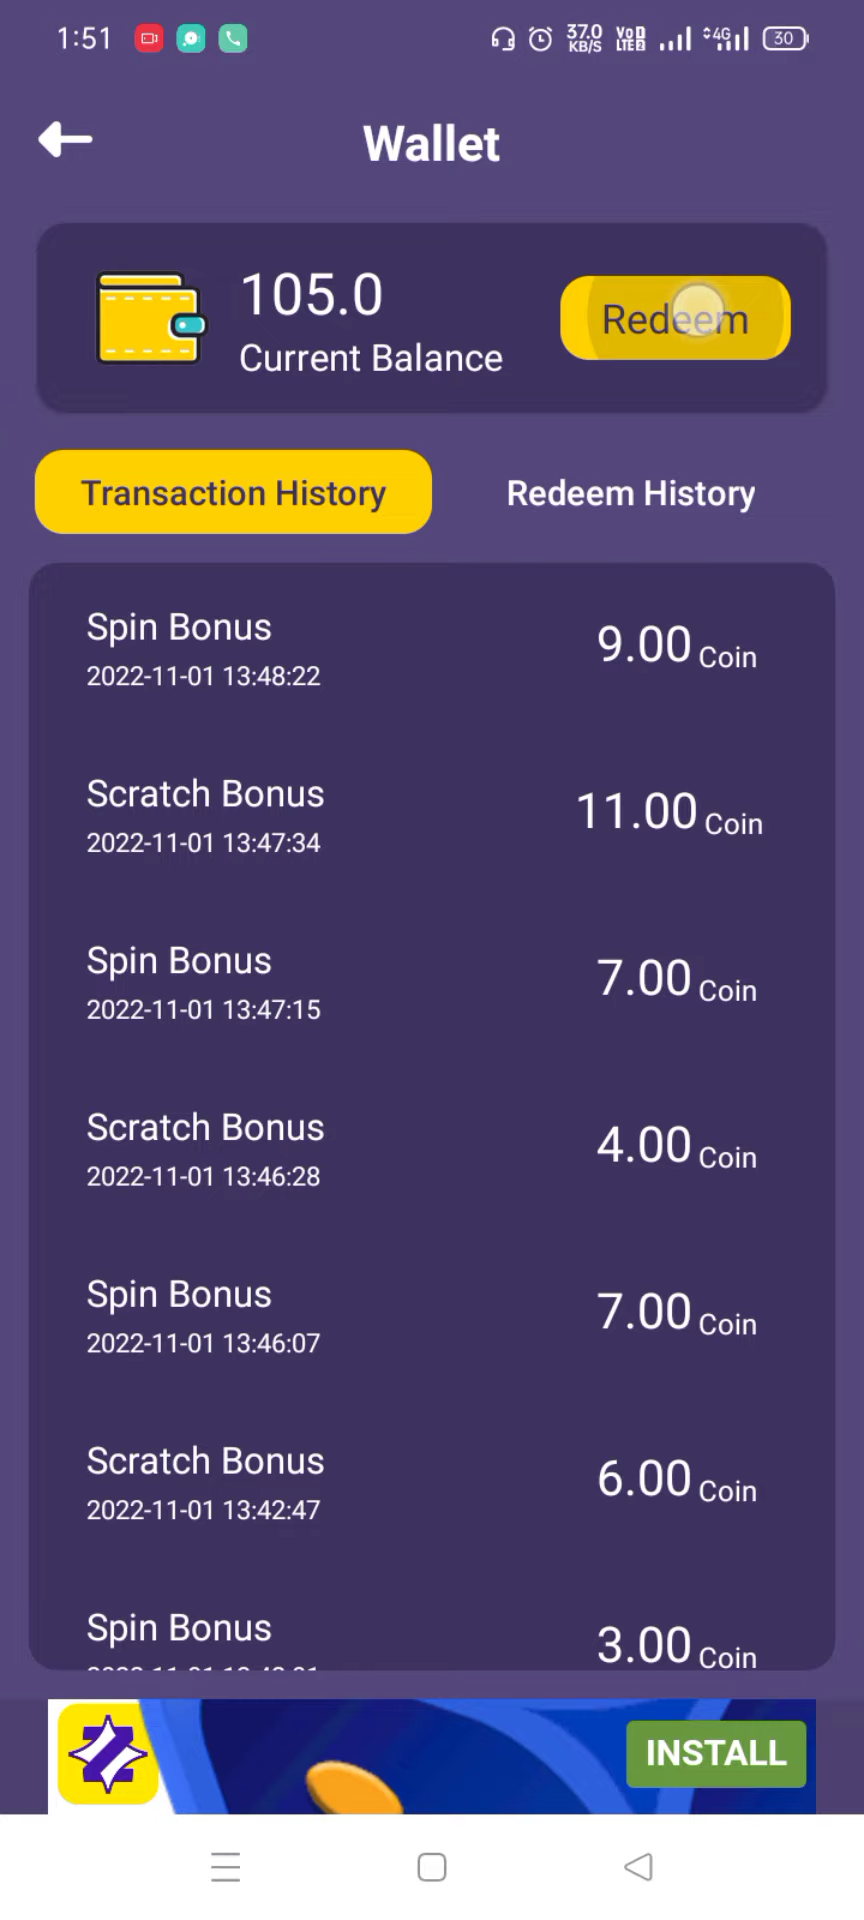 1:51
37.0 KB/S
VoD LTE2
4G
30
Wallet
105.0
Current Balance
Redeem
Transaction History
Redeem History
Spin Bonus
9.00 Coin
2022-11-01 13:48:22
Scratch Bonus
11.00 Coin
2022-11-01 13:47:34
Spin Bonus
7.00 Coin
2022-11-01 13:47:15
Scratch Bonus
4.00 Coin
2022-11-01 13:46:28
Spin Bonus
7.00 Coin
2022-11-01 13:46:07
Scratch Bonus
6.00 Coin
2022-11-01 13:42:47
Spin Bonus
3.00 Coin
INSTALL